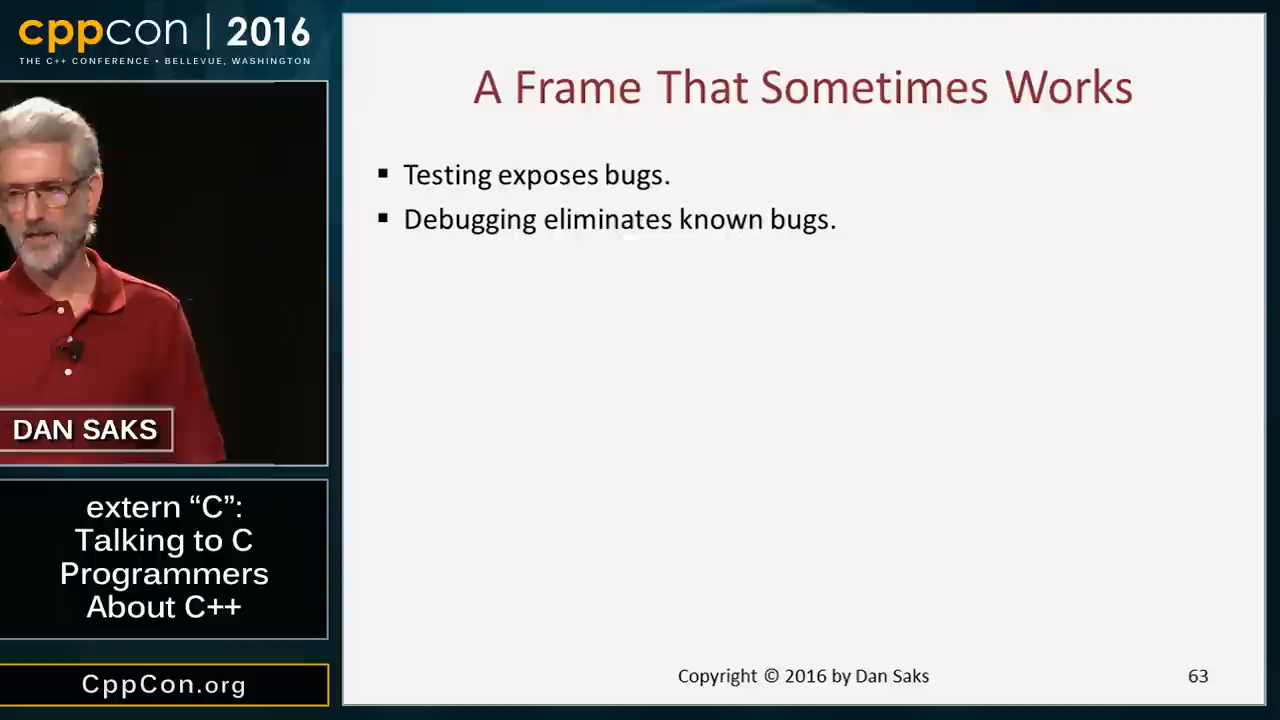 cppcon | 2016
THE C++ CONFERENCE • BELLEVUE, WASHINGTON
DAN SAKS
extern “C”:
Talking to C
Programmers
About C++
CppCon.org
A Frame That Sometimes Works
▪ Testing exposes bugs.
▪ Debugging eliminates known bugs.
Copyright © 2016 by Dan Saks
63